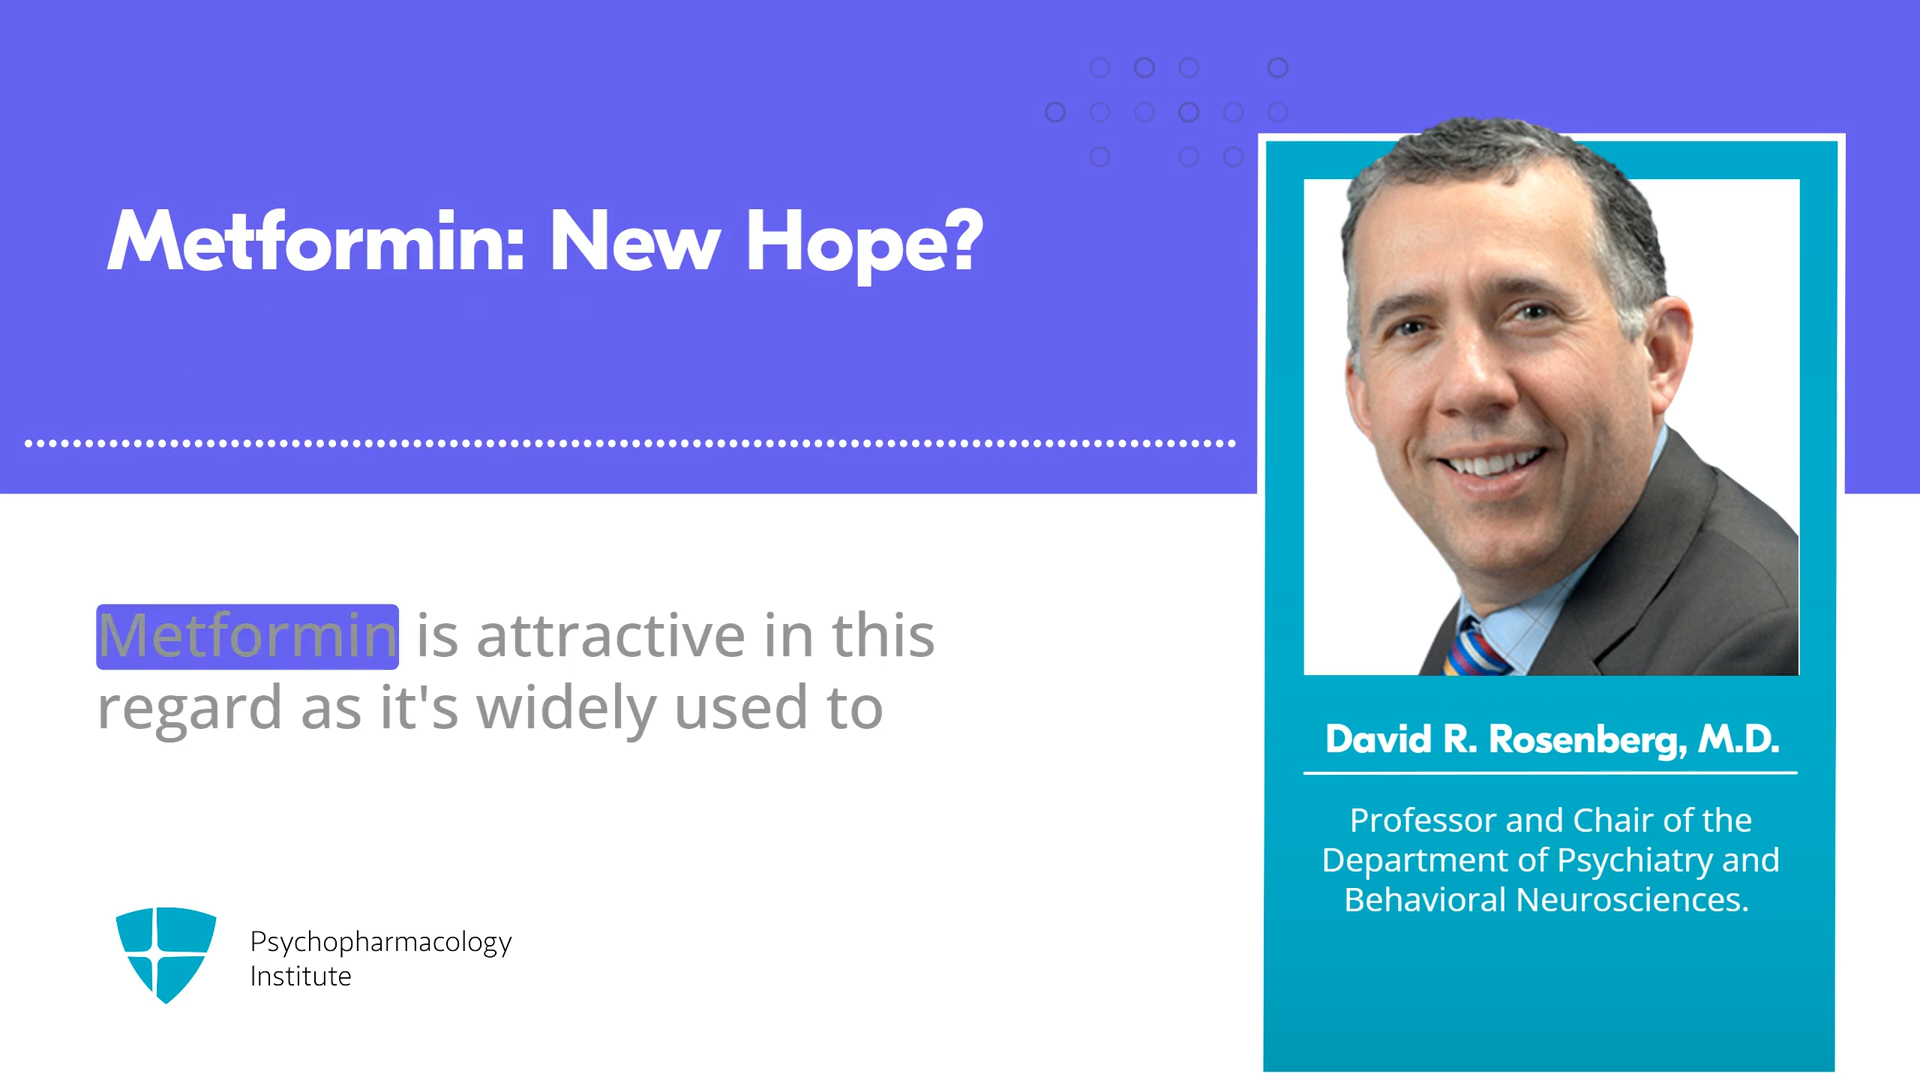 Metformin: New Hope?
Metformin is attractive in this
regard as it's widely used to
Psychopharmacology
Institute
David R. Rosenberg, M.D.
Professor and Chair of the
Department of Psychiatry and
Behavioral Neurosciences.